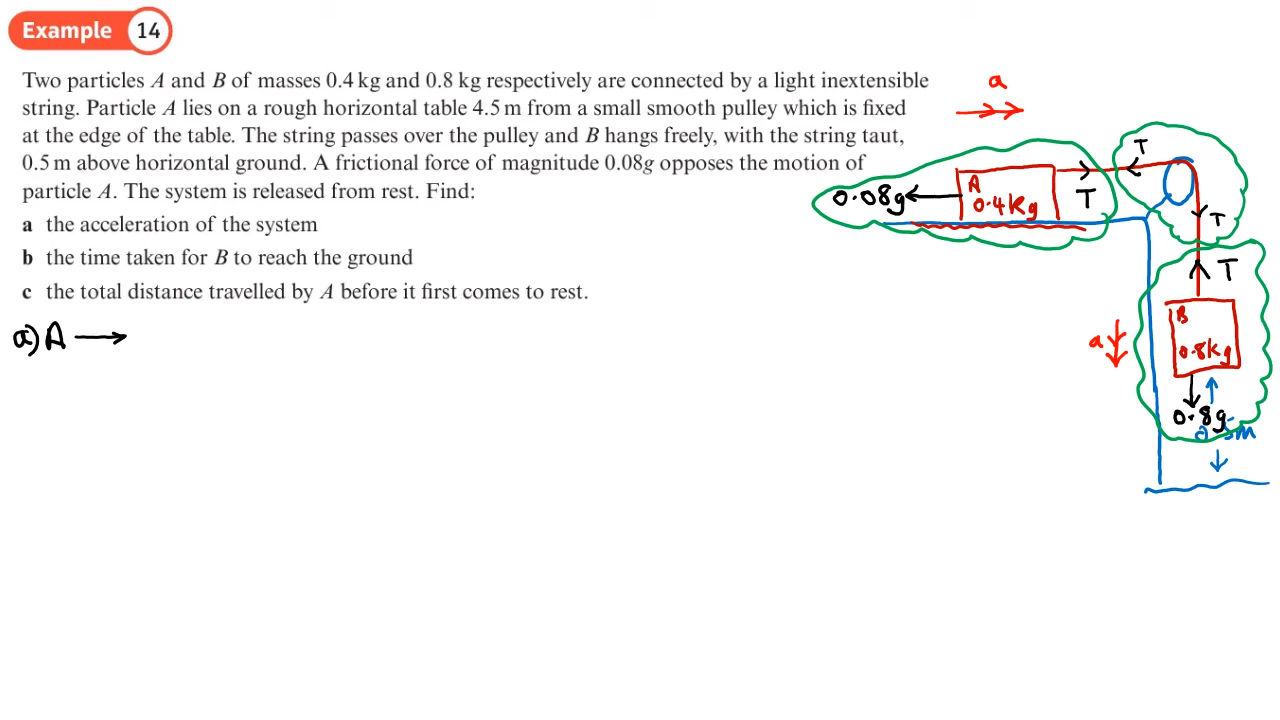 Example 14
Two particles A and B of masses 0.4 kg and 0.8 kg respectively are connected by a light inextensible
string. Particle A lies on a rough horizontal table 4.5 m from a small smooth pulley which is fixed
at the edge of the table. The string passes over the pulley and B hangs freely, with the string taut,
0.5 m above horizontal ground. A frictional force of magnitude 0.08g opposes the motion of
particle A. The system is released from rest. Find:
a the acceleration of the system
b the time taken for B to reach the ground
c the total distance travelled by A before it first comes to rest.
a) A →
a
T
0.08g
A
0.4kg
T
T
T
B
a
0.8kg
0.8g
0.5m